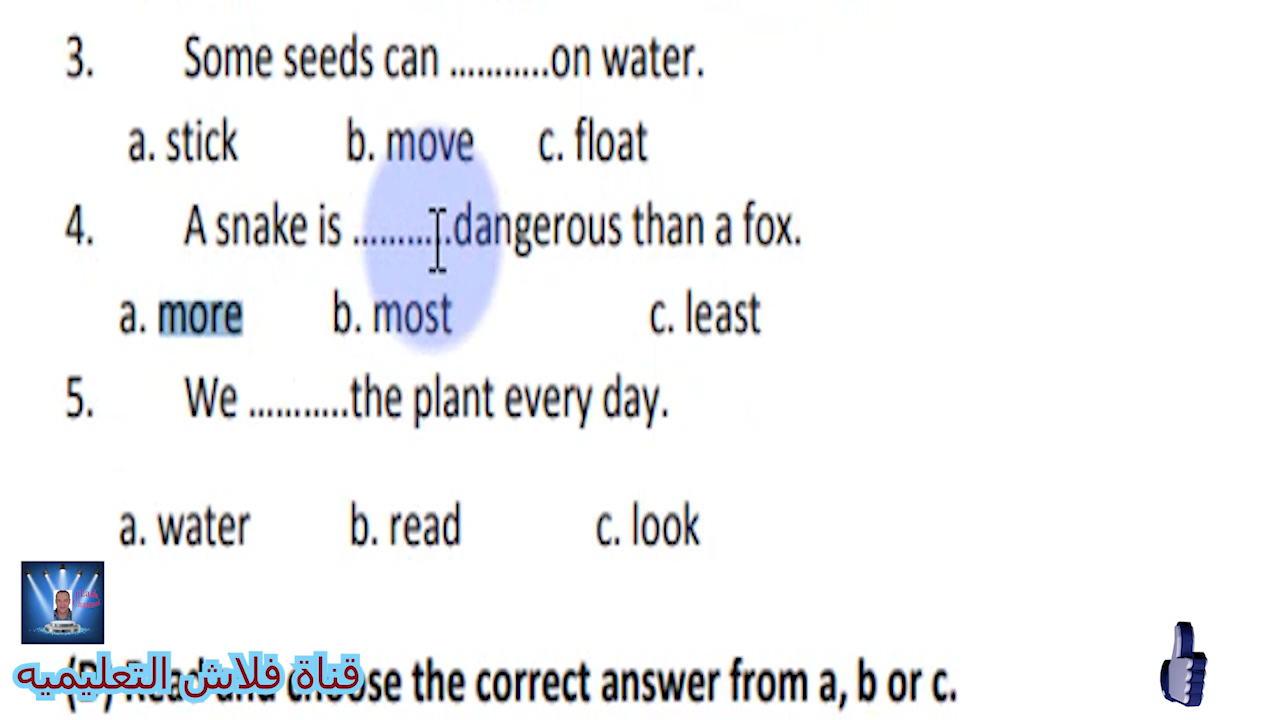 3. Some seeds can ...........on water.
a. stick b. move c. float
4. A snake is ...........dangerous than a fox.
a. more b. most c. least
5. We ...........the plant every day.
a. water b. read c. look
قناة فلاش التعليميه
and choose the correct answer from a, b or c.